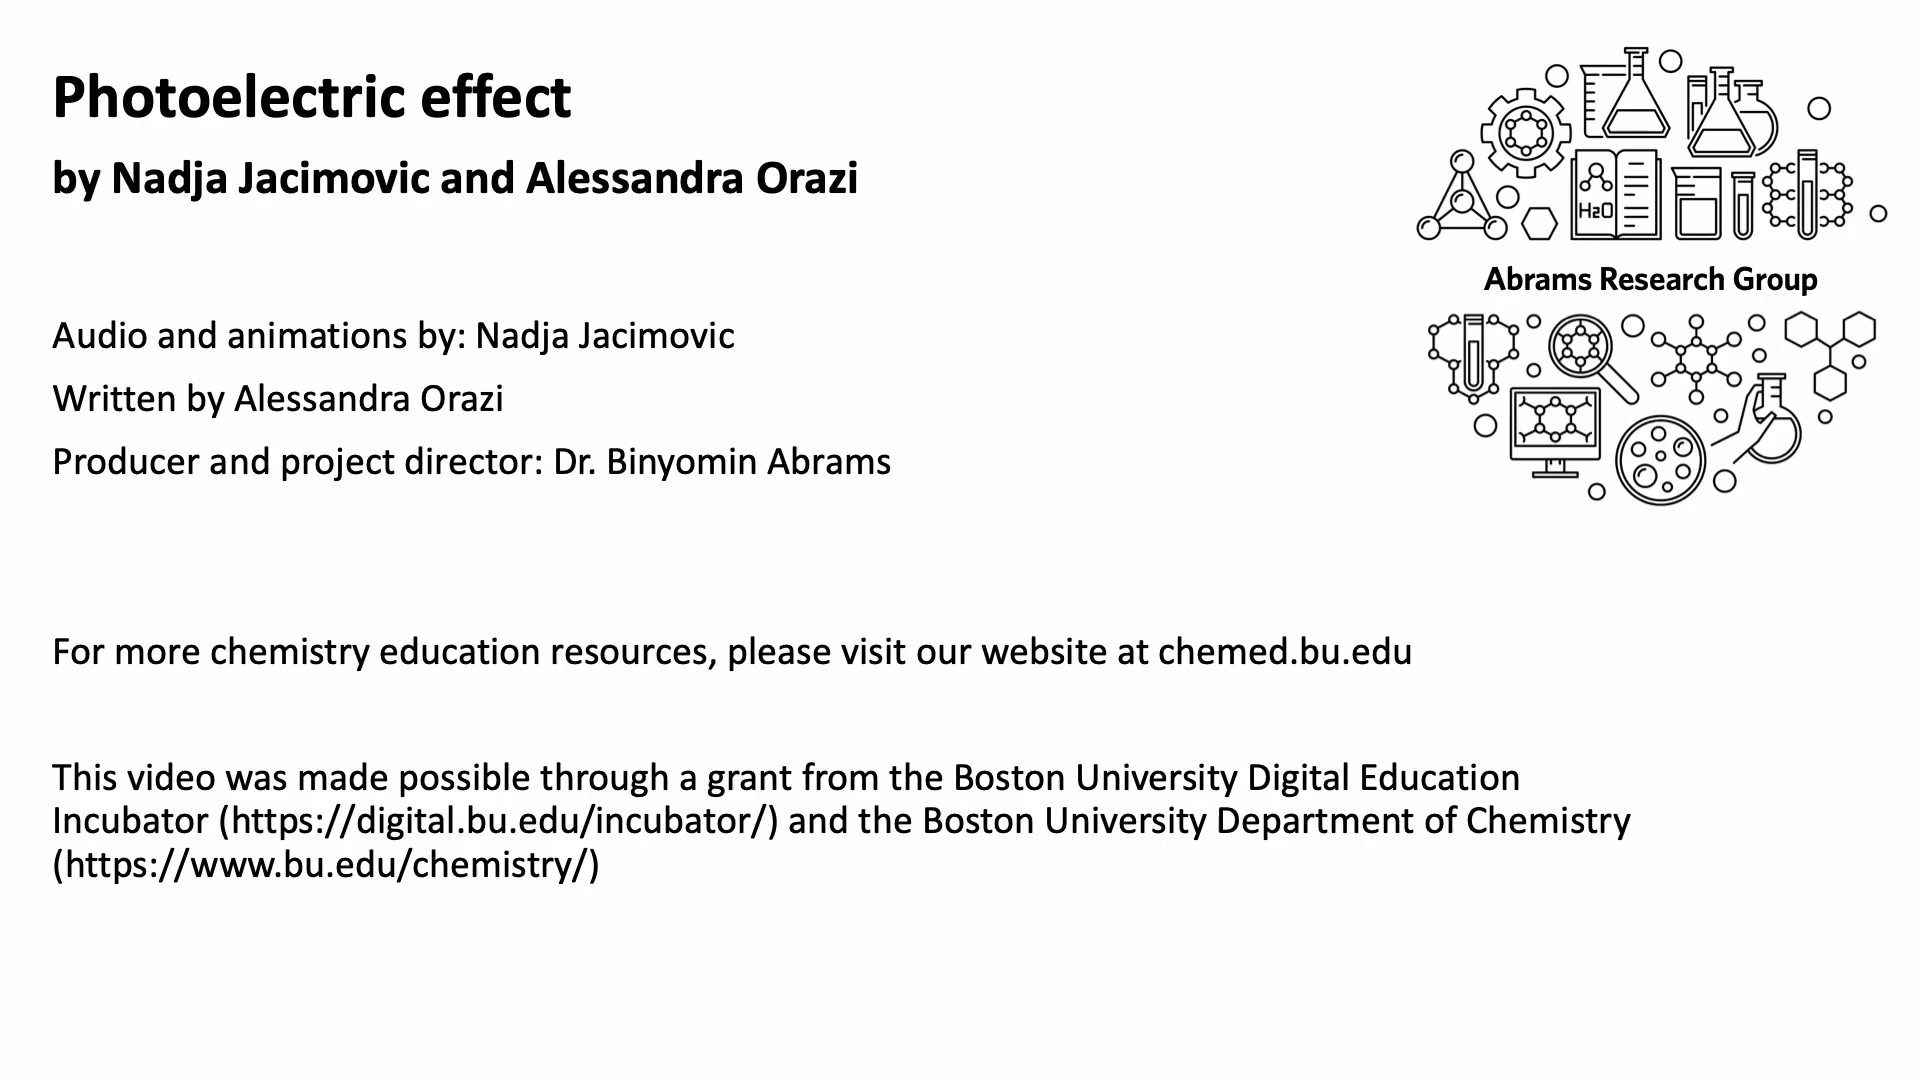 Photoelectric effect
by Nadja Jacimovic and Alessandra Orazi
H2O
Abrams Research Group
Audio and animations by: Nadja Jacimovic
Written by Alessandra Orazi
Producer and project director: Dr. Binyomin Abrams
For more chemistry education resources, please visit our website at chemed.bu.edu
This video was made possible through a grant from the Boston University Digital Education
Incubator (https://digital.bu.edu/incubator/) and the Boston University Department of Chemistry
(https://www.bu.edu/chemistry/)